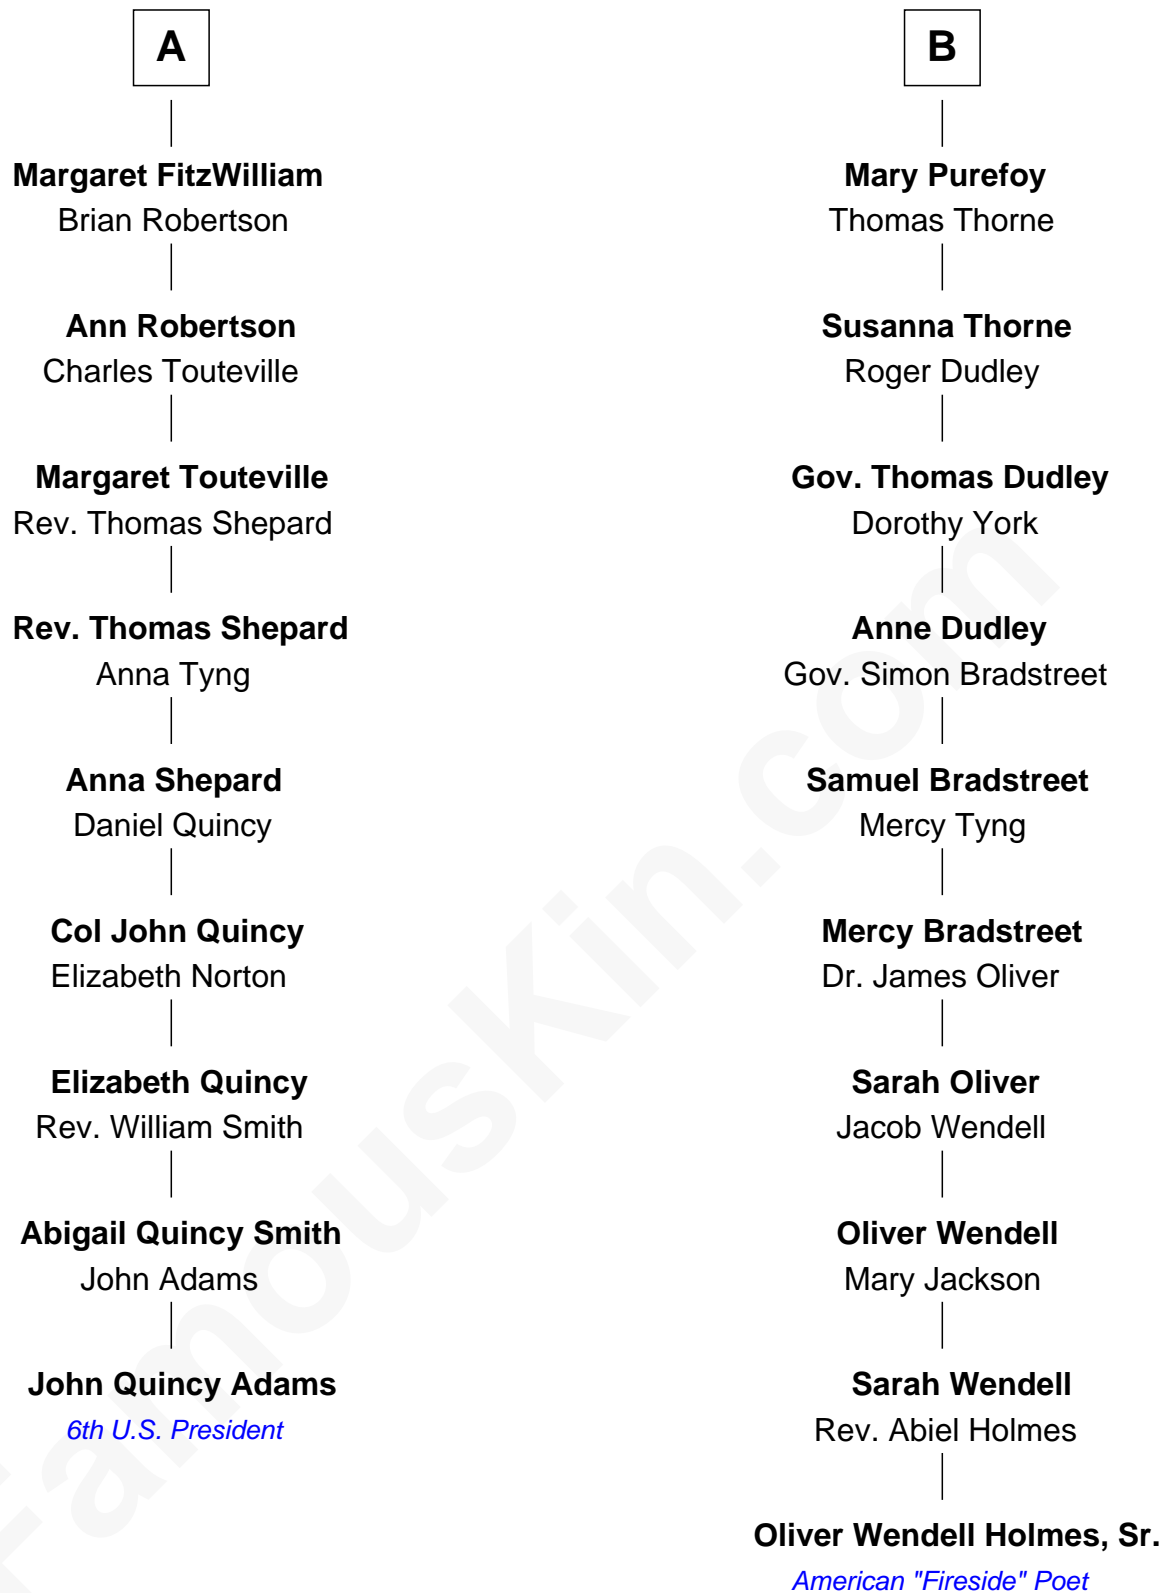 A
Margaret FitzWilliam
Brian Robertson
Ann Robertson
Charles Touteville
Margaret Touteville
Rev. Thomas Shepard
Rev. Thomas Shepard
Anna Tyng
Anna Shepard
Daniel Quincy
Col John Quincy
Elizabeth Norton
Elizabeth Quincy
Rev. William Smith
Abigail Quincy Smith
John Adams
John Quincy Adams
6th U.S. President
B
Mary Purefoy
Thomas Thorne
Susanna Thorne
Roger Dudley
Gov. Thomas Dudley
Dorothy York
Anne Dudley
Gov. Simon Bradstreet
Samuel Bradstreet
Mercy Tyng
Mercy Bradstreet
Dr. James Oliver
Sarah Oliver
Jacob Wendell
Oliver Wendell
Mary Jackson
Sarah Wendell
Rev. Abiel Holmes
Oliver Wendell Holmes, Sr.
American "Fireside" Poet
FamousKin.com